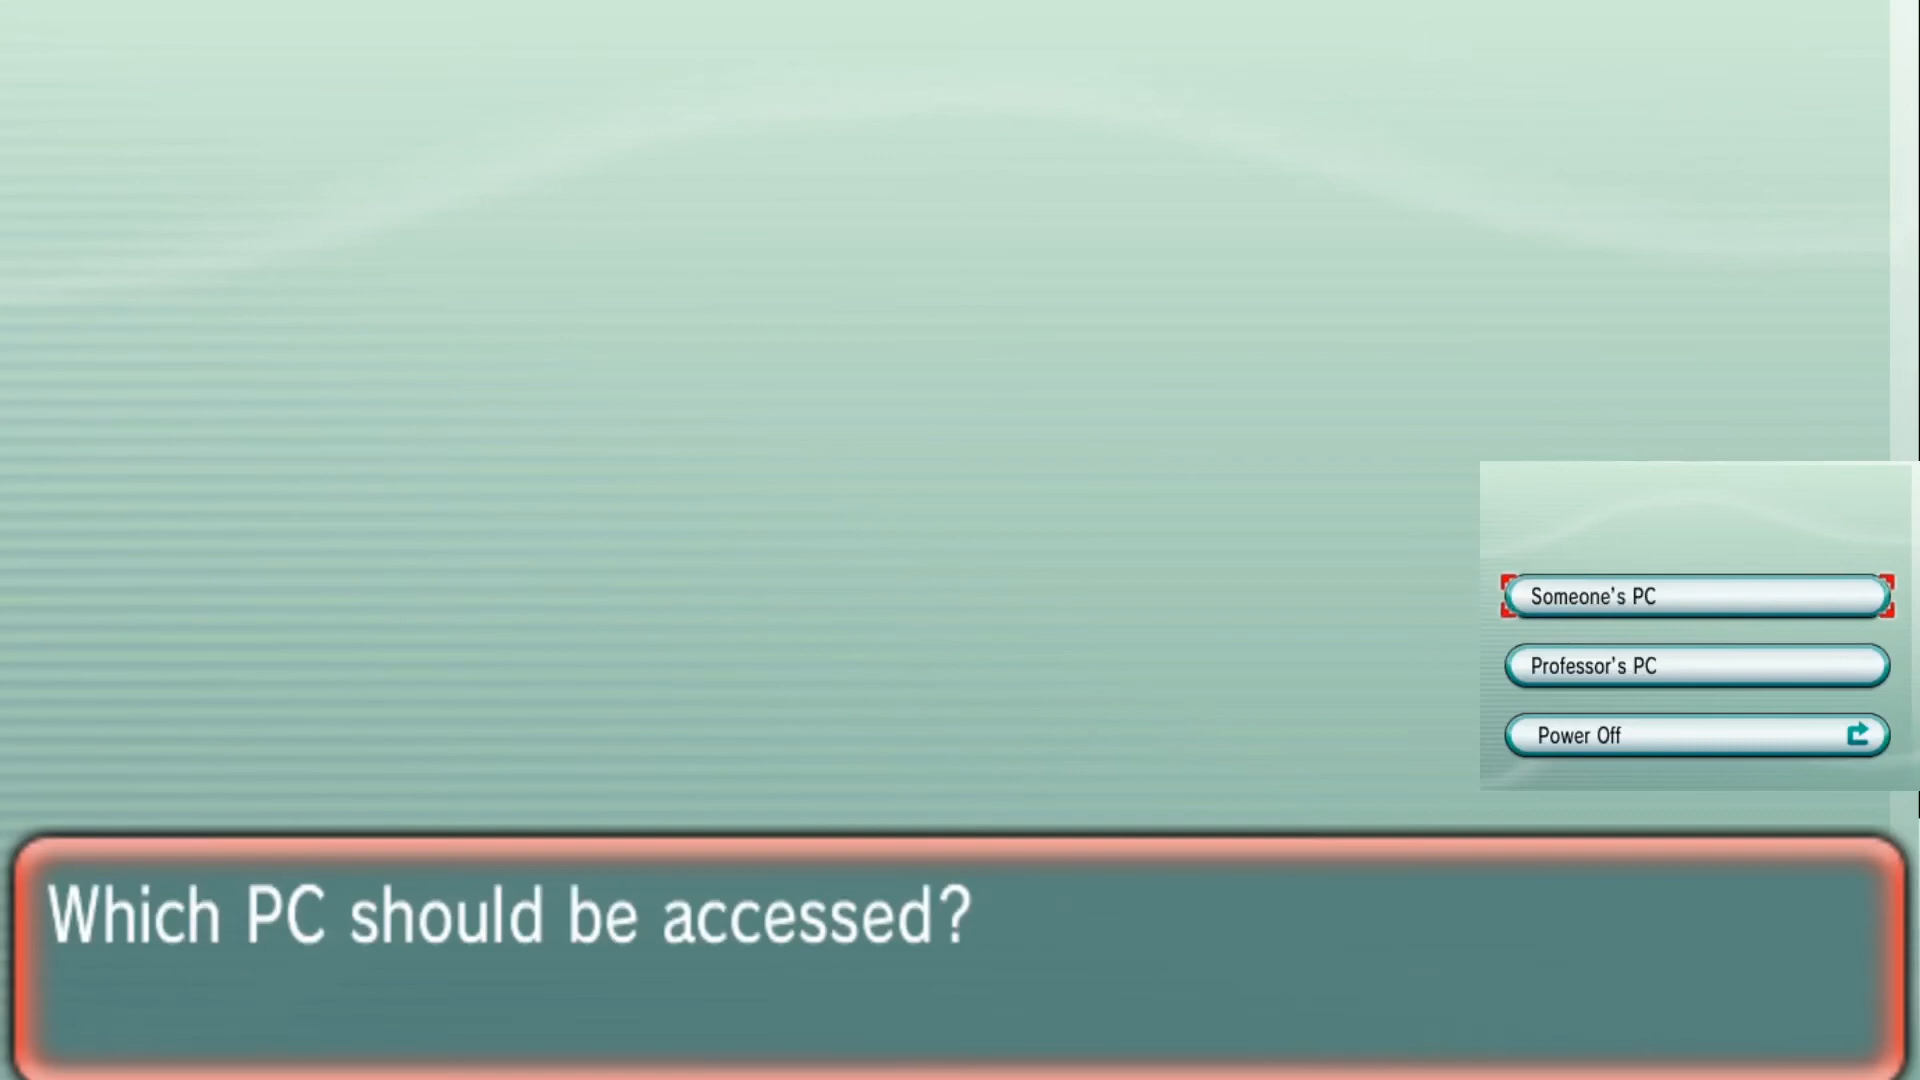 Someone's PC
Professor's PC
Power Off
Which PC should be accessed?